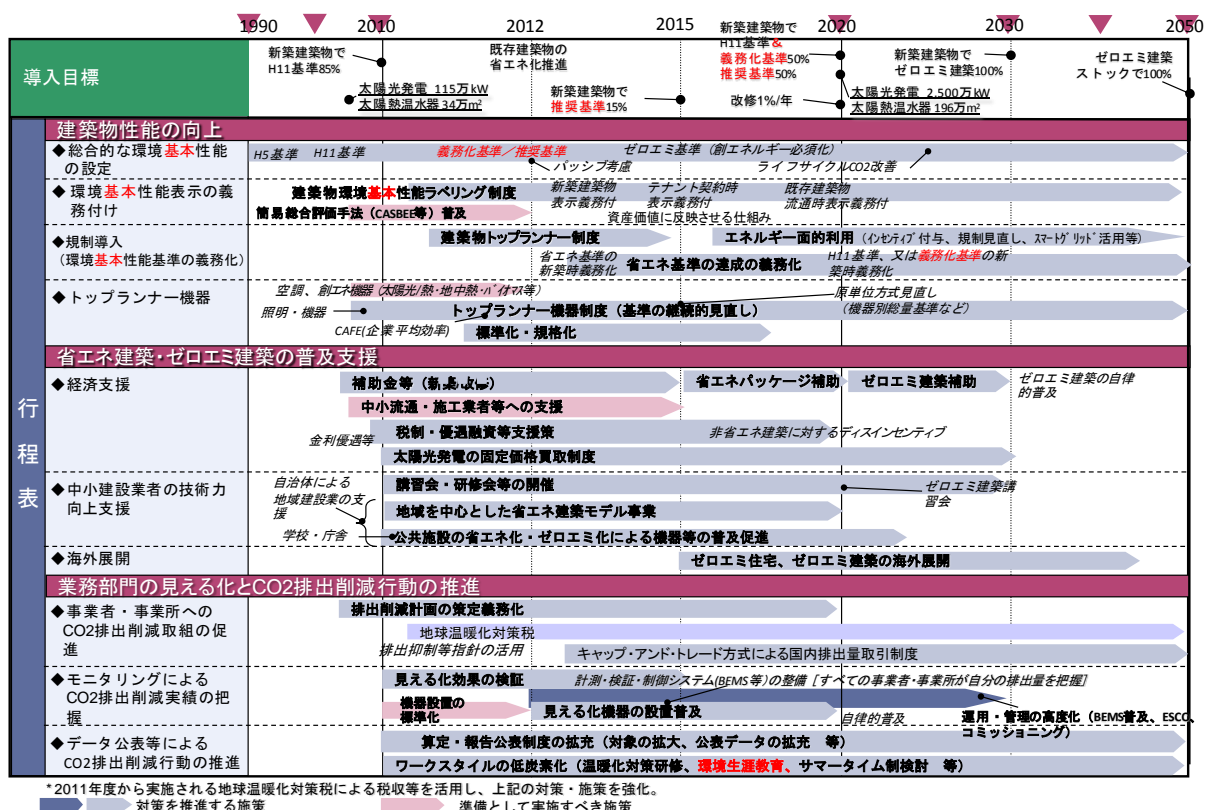 1990
2010
2012
2015
2020
2030
2050
導入目標
新築建築物で
H11基準85%
太陽光発電 115万kW
太陽熱温水器 34万m²
既存建築物の
省エネ化推進
新築建築物で
推奨基準15%
新築建築物で
H11基準&
義務化基準50%
推奨基準50%
改修1%/年
太陽光発電 2,500万kW
太陽熱温水器 196万m²
新築建築物で
ゼロエミ建築100%
ゼロエミ建築
ストックで100%
行程表
建築物性能の向上
◆総合的な環境基本性能
の設定
H5基準
H11基準
義務化基準／推奨基準
パッシブ考慮
ゼロエミ基準（創エネルギー必須化）
ライフサイクルCO2改善
◆環境基本性能表示の義
務付け
建築物環境基本性能ラベリング制度
簡易総合評価手法（CASBEE等）普及
新築建築物
表示義務付
テナント契約時
表示義務付
既存建築物
流通時表示義務付
資産価値に反映させる仕組み
◆規制導入
（環境基本性能基準の義務化）
建築物トップランナー制度
エネルギー面的利用（インセンティブ付与、規制見直し、スマートグリッド活用等）
省エネ基準の
新築時義務化
省エネ基準の達成の義務化
H11基準、又は義務化基準の新
築時義務化
◆トップランナー機器
空調、創エネ機器（太陽光/熱・地中熱・バイオマス等）
照明・機器
トップランナー機器制度（基準の継続的見直し）
原単位方式見直し
（機器別総量基準など）
CAFE(企業平均効率)
標準化・規格化
省エネ建築・ゼロエミ建築の普及支援
◆経済支援
補助金等
省エネパッケージ補助
ゼロエミ建築補助
ゼロエミ建築の自律
的普及
中小流通・施工業者等への支援
金利優遇等
税制・優遇融資等支援策
非省エネ建築に対するディスインセンティブ
太陽光発電の固定価格買取制度
◆中小建設業者の技術力
向上支援
自治体による
地域建設業の支
援
学校・庁舎
講習会・研修会等の開催
ゼロエミ建築講
習会
地域を中心とした省エネ建築モデル事業
公共施設の省エネ化・ゼロエミ化による機器等の普及促進
◆海外展開
ゼロエミ住宅、ゼロエミ建築の海外展開
業務部門の見える化とCO2排出削減行動の推進
◆事業者・事業所への
CO2排出削減取組の促
進
排出削減計画の策定義務化
地球温暖化対策税
排出抑制等指針の活用
キャップ・アンド・トレード方式による国内排出量取引制度
◆モニタリングによる
CO2排出削減実績の把
握
見える化効果の検証
計測・検証・制御システム(BEMS等)の整備［すべての事業者・事業所が自分の排出量を把握］
機器設置の
標準化
見える化機器の設置普及
自律的普及
運用・管理の高度化（BEMS普及、ESCO、
コミッショニング）
◆データ公表等による
CO2排出削減行動の推進
算定・報告公表制度の拡充（対象の拡大、公表データの拡充 等）
ワークスタイルの低炭素化（温暖化対策研修、環境生涯教育、サマータイム制検討 等）
*2011年度から実施される地球温暖化対策税による税収等を活用し、上記の対策・施策を強化。
対策を推進する施策
準備として実施すべき施策